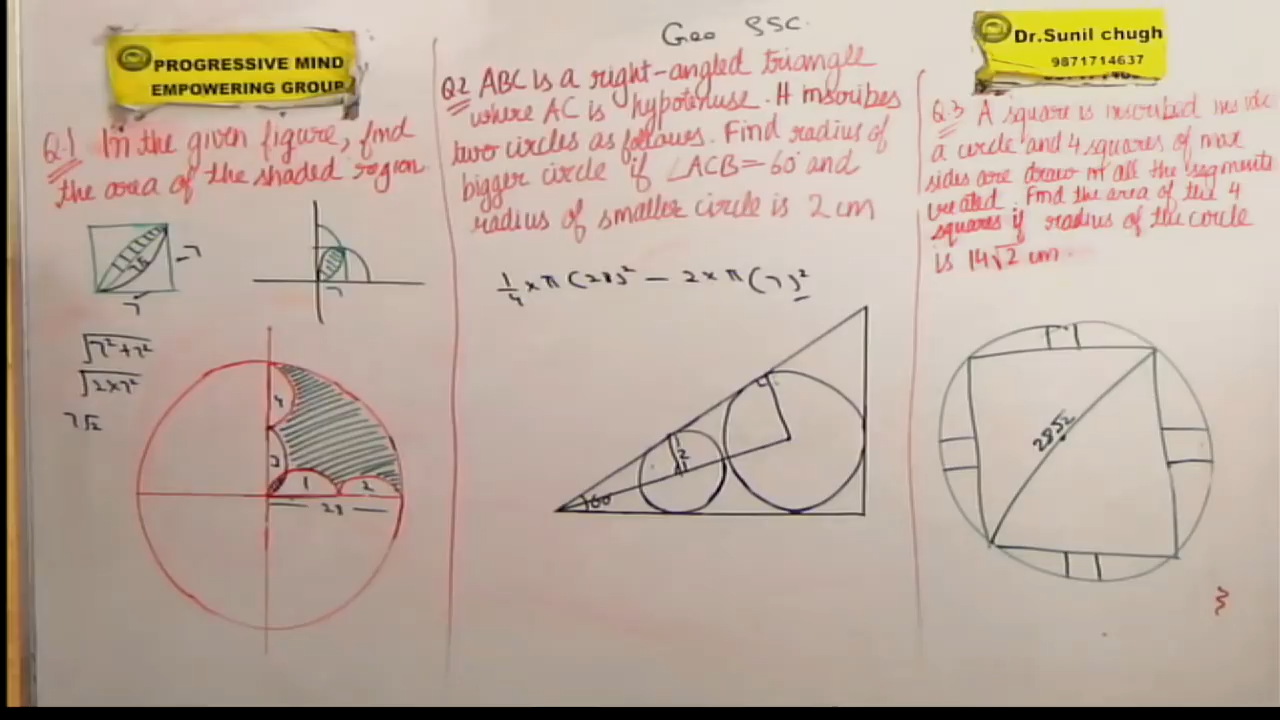 PROGRESSIVE MIND
EMPOWERING GROUP
Q.1 In the given figure, find
the area of the shaded region.
7√2
7
7
7
√7²+7²
√2×7²
7√2
4
3
1
2
28
Geo SSC
Q2 ABC is a right-angled triangle
where AC is hypotenuse. It inscribes
two circles as follows. Find radius of
bigger circle if ∠ACB=60° and
radius of smaller circle is 2 cm
1/4 × π (28)² — 2 × π (7)²
2
60
Dr.Sunil chugh
9871714637
Q.3 A square is inscribed inside
a circle and 4 squares of max
sides are drawn in all the segments
created. Find the area of the 4
squares if radius of the circle
is 14√2 cm.
28√2